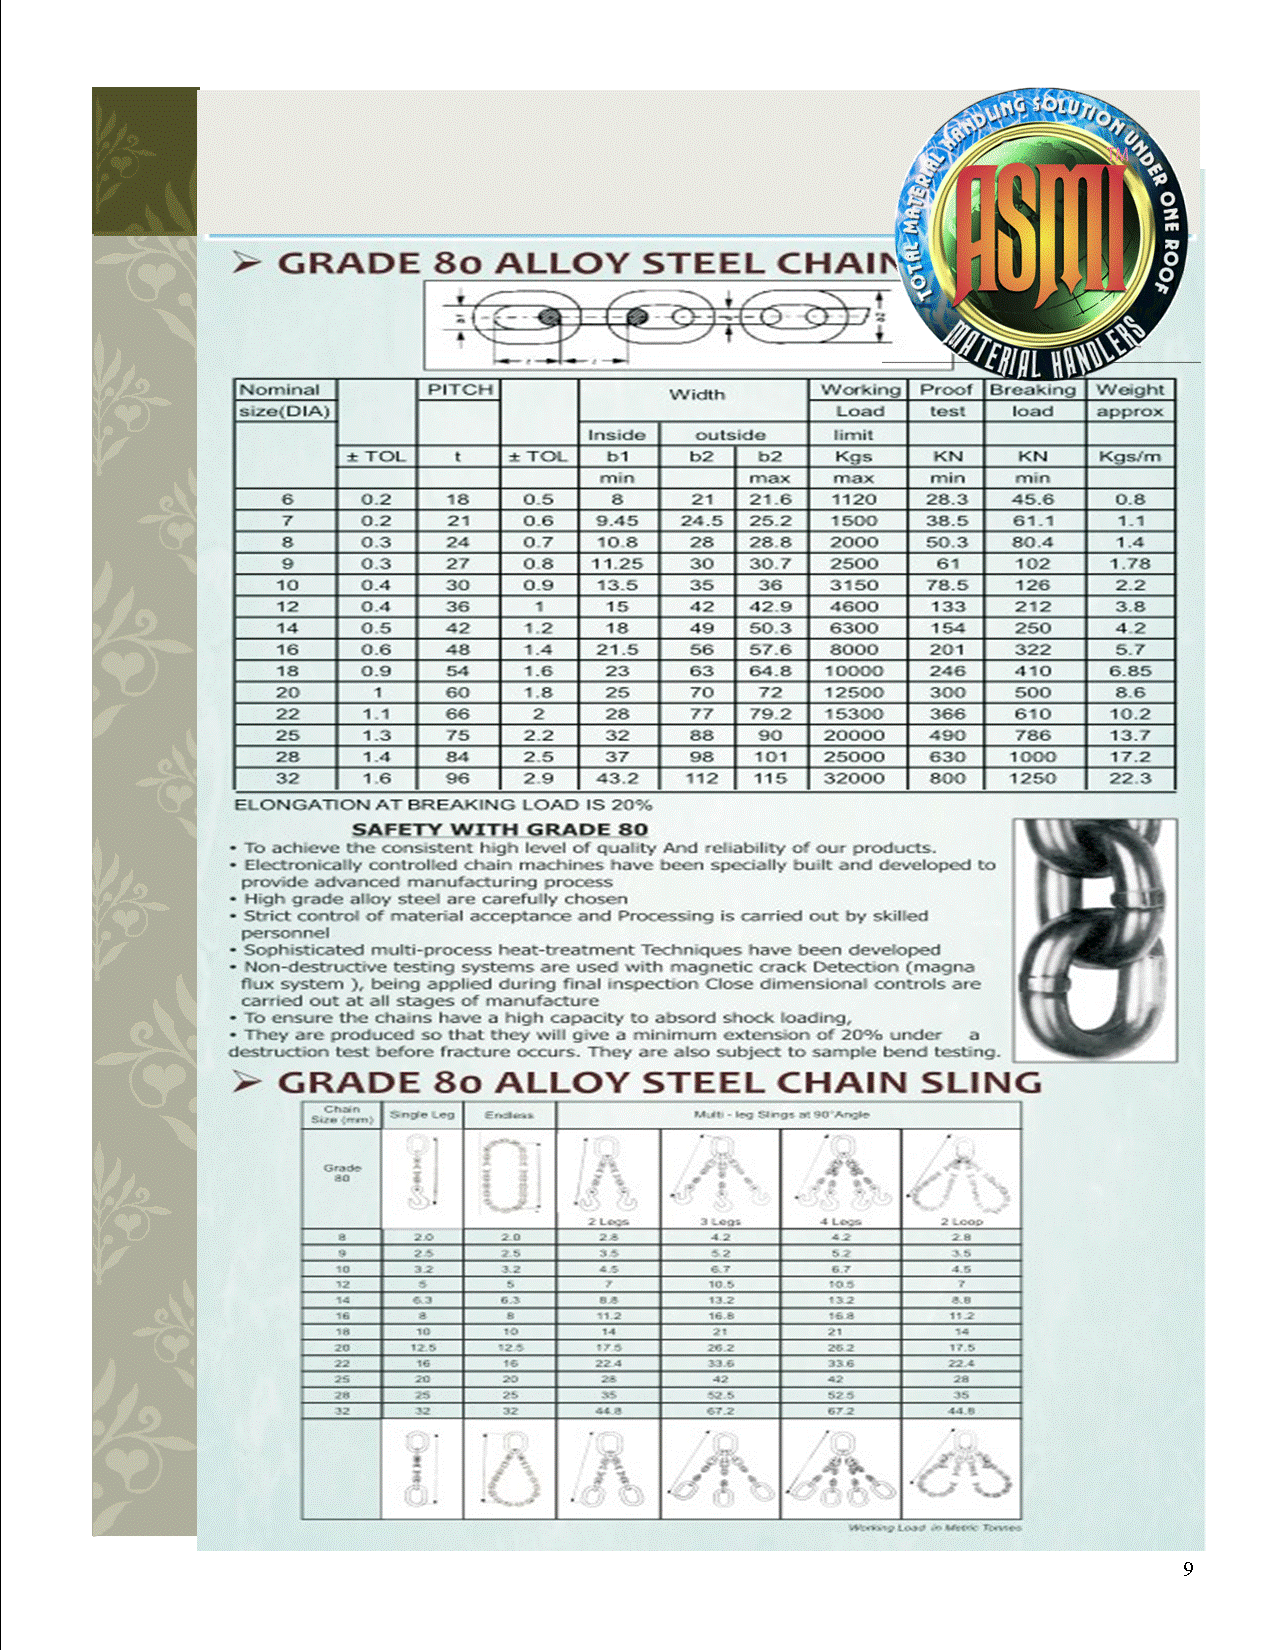 TOTAL MATERIAL HANDLING SOLUTION UNDER ONE ROOF
ASMI TM
MATERIAL HANDLERS
➢ GRADE 80 ALLOY STEEL CHAIN
Nominal PITCH Width Working Proof Breaking Weight
size(DIA) Load test load approx
Inside outside limit
± TOL t ± TOL b1 b2 b2 Kgs KN KN Kgs/m
min max max min min
6 0.2 18 0.5 8 21 21.6 1120 28.3 45.6 0.8
7 0.2 21 0.6 9.45 24.5 25.2 1500 38.5 61.1 1.1
8 0.3 24 0.7 10.8 28 28.8 2000 50.3 80.4 1.4
9 0.3 27 0.8 11.25 30 30.7 2500 61 102 1.78
10 0.4 30 0.9 13.5 35 36 3150 78.5 126 2.2
12 0.4 36 1 15 42 42.9 4600 133 212 3.8
14 0.5 42 1.2 18 49 50.3 6300 154 250 4.2
16 0.6 48 1.4 21.5 56 57.6 8000 201 322 5.7
18 0.9 54 1.6 23 63 64.8 10000 246 410 6.85
20 1 60 1.8 25 70 72 12500 300 500 8.6
22 1.1 66 2 28 77 79.2 15300 366 610 10.2
25 1.3 75 2.2 32 88 90 20000 490 786 13.7
28 1.4 84 2.5 37 98 101 25000 630 1000 17.2
32 1.6 96 2.9 43.2 112 115 32000 800 1250 22.3
ELONGATION AT BREAKING LOAD IS 20%
SAFETY WITH GRADE 80
• To achieve the consistent high level of quality And reliability of our products.
• Electronically controlled chain machines have been specially built and developed to
provide advanced manufacturing process
• High grade alloy steel are carefully chosen
• Strict control of material acceptance and Processing is carried out by skilled
personnel
• Sophisticated multi-process heat-treatment Techniques have been developed
• Non-destructive testing systems are used with magnetic crack Detection (magna
flux system ), being applied during final inspection Close dimensional controls are
carried out at all stages of manufacture
• To ensure the chains have a high capacity to absord shock loading,
• They are produced so that they will give a minimum extension of 20% under a
destruction test before fracture occurs. They are also subject to sample bend testing.
➢ GRADE 80 ALLOY STEEL CHAIN SLING
Chain Single Leg Endless Multi - leg Slings at 90°Angle
Size (mm)
Grade
80
2 Legs 3 Legs 4 Legs 2 Loop
8 2.0 2.0 2.8 4.2 4.2 2.8
9 2.5 2.5 3.5 5.2 5.2 3.5
10 3.2 3.2 4.5 6.7 6.7 4.5
12 5 5 7 10.5 10.5 7
14 6.3 6.3 8.8 13.2 13.2 8.8
16 8 8 11.2 16.8 16.8 11.2
18 10 10 14 21 21 14
20 12.5 12.5 17.5 26.2 26.2 17.5
22 16 16 22.4 33.6 33.6 22.4
25 20 20 28 42 42 28
28 25 25 35 52.5 52.5 35
32 32 32 44.8 67.2 67.2 44.8
Working Load in Metric Tonnes
9